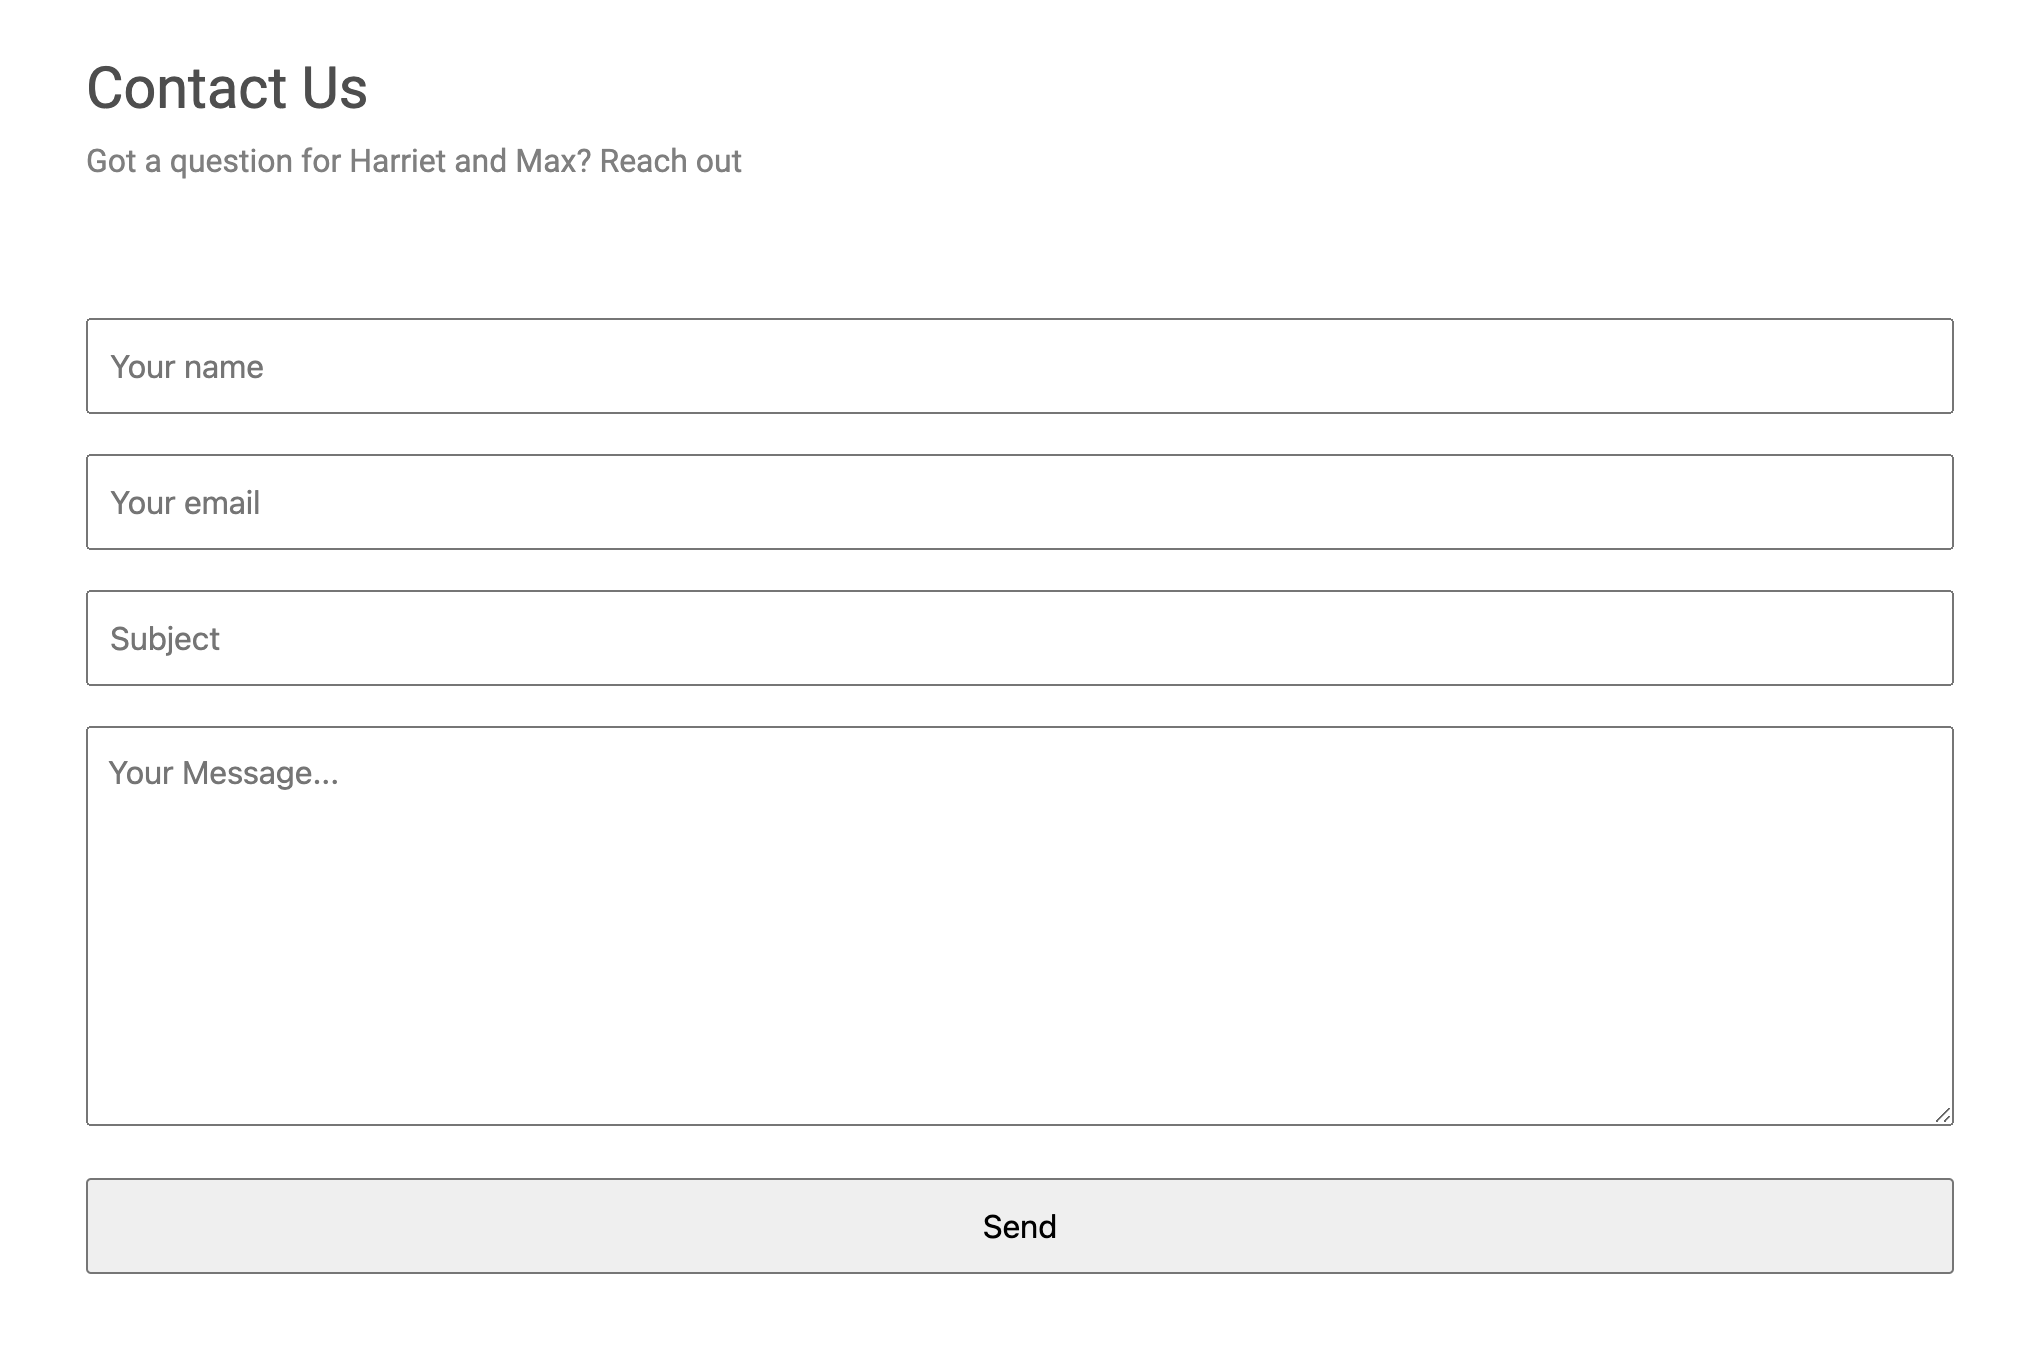 Contact Us
Got a question for Harriet and Max? Reach out
Your name
Your email
Subject
Your Message...
Send